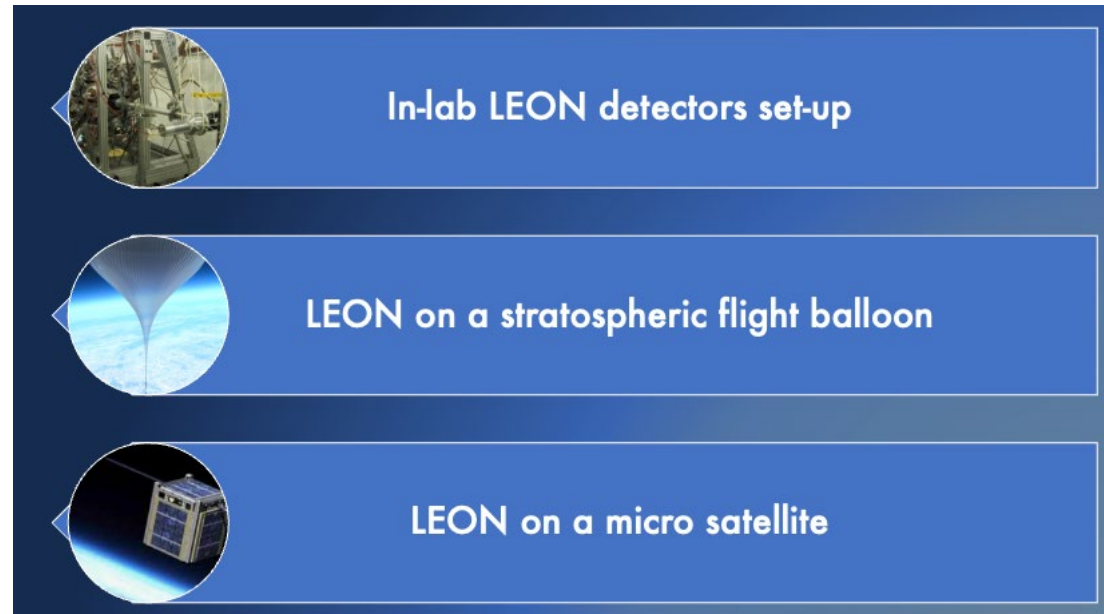 In-lab LEON detectors set-up
LEON on a stratospheric flight balloon
LEON on a micro satellite